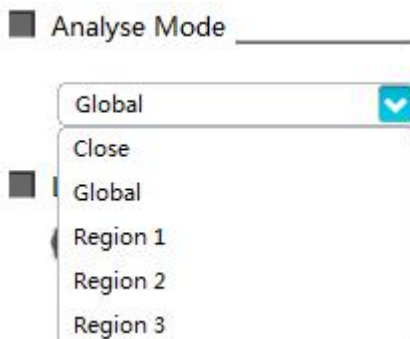 Analyse Mode
Global
Close
Global
Region 1
Region 2
Region 3